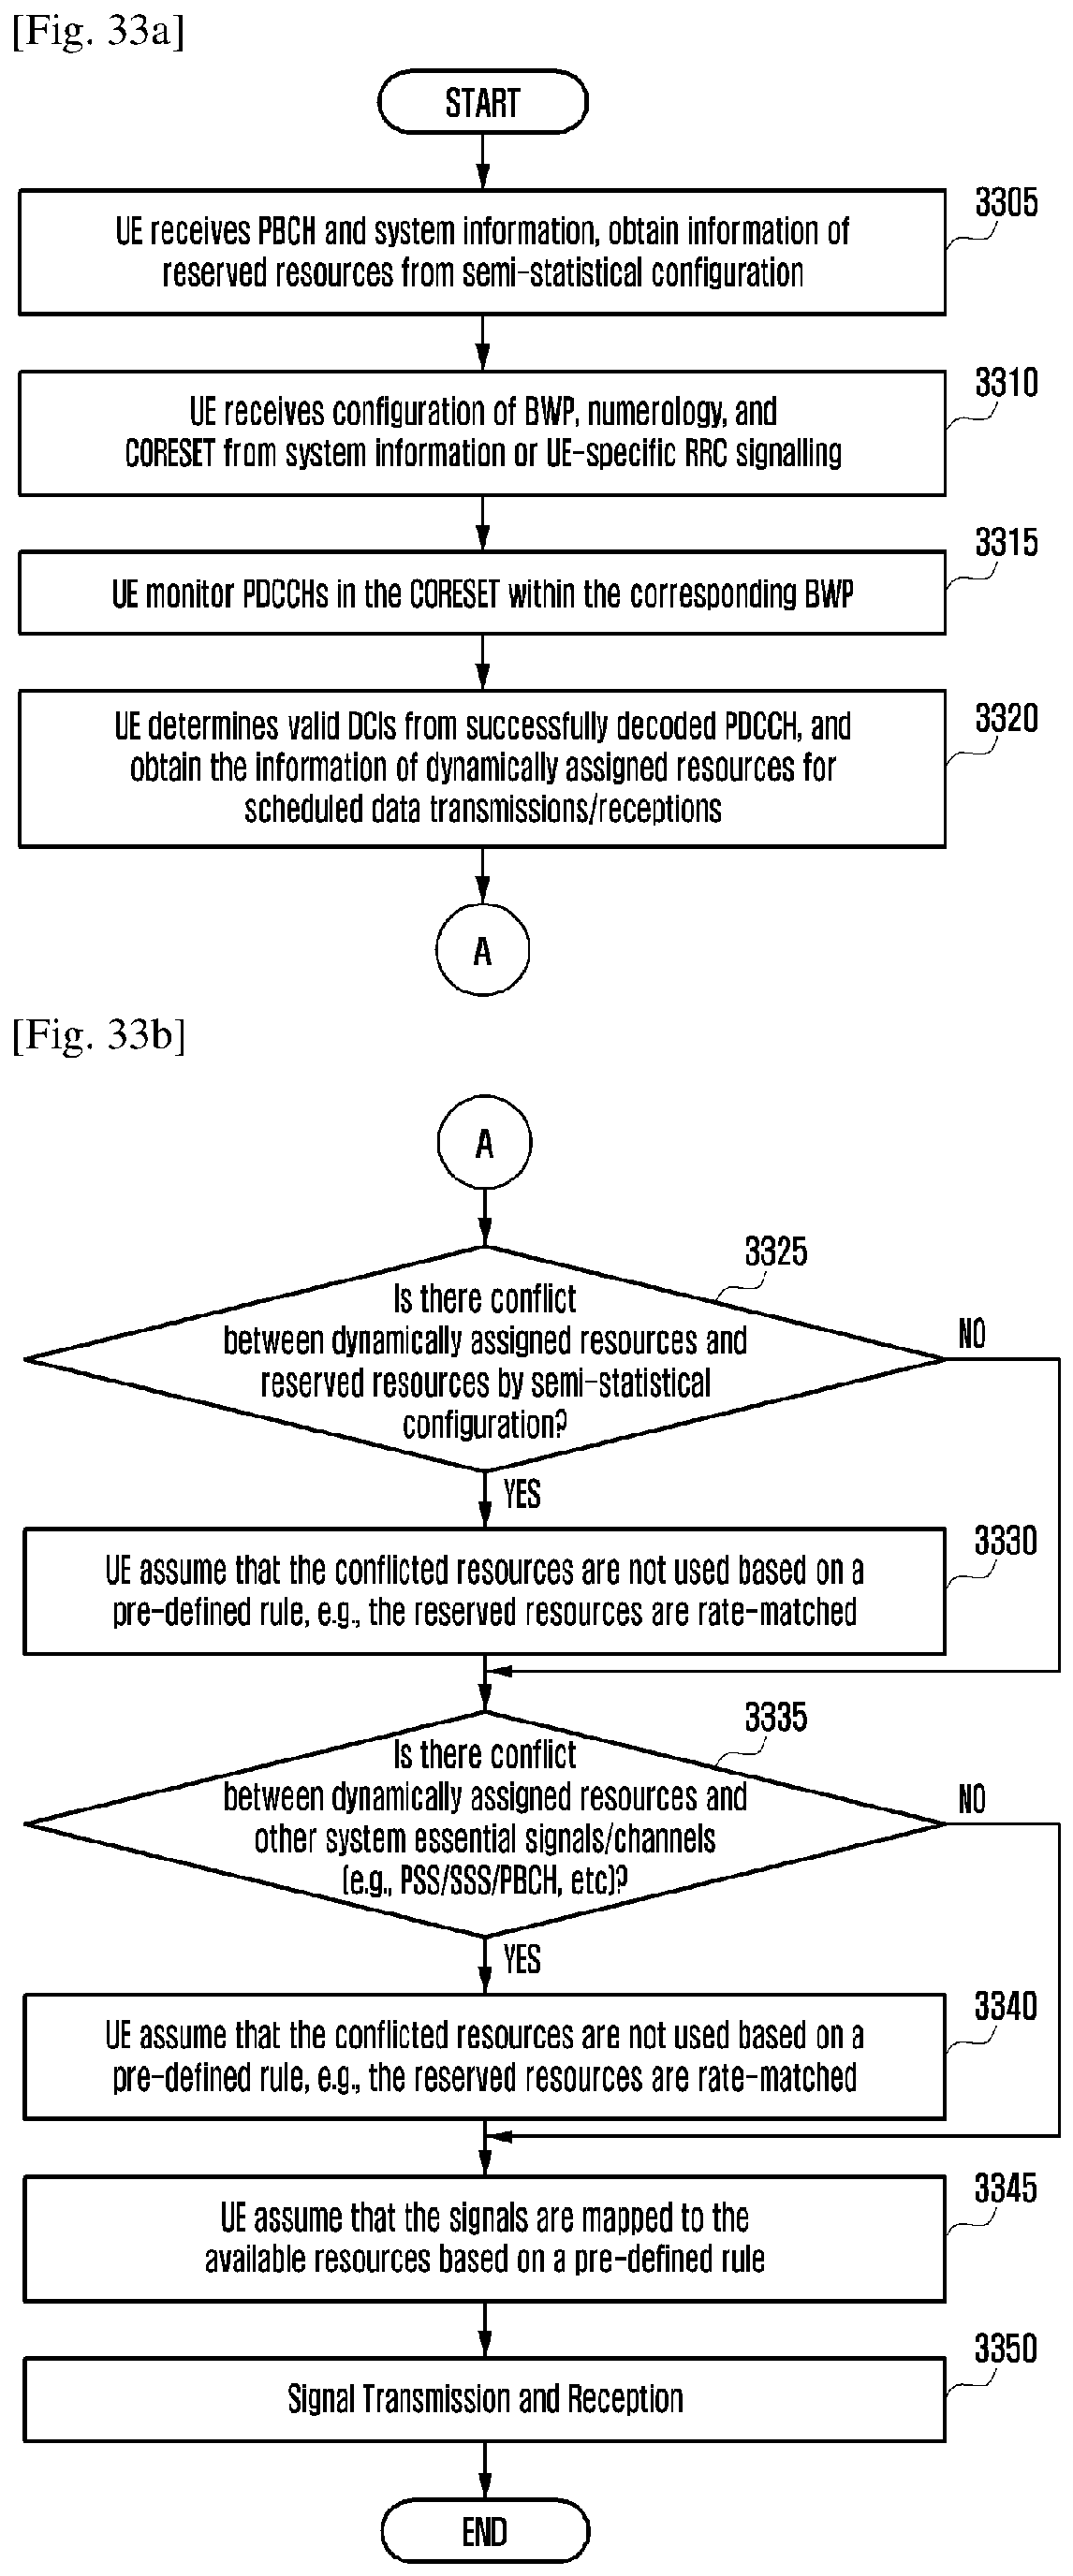 [Fig. 33a]
START
3305
UE receives PBCH and system information, obtain information of
reserved resources from semi-statistical configuration
3310
UE receives configuration of BWP, numerology, and
CORESET from system information or UE-specific RRC signalling
3315
UE monitor PDCCHs in the CORESET within the corresponding BWP
3320
UE determines valid DCIs from successfully decoded PDCCH, and
obtain the information of dynamically assigned resources for
scheduled data transmissions/receptions
A
[Fig. 33b]
A
3325
Is there conflict
between dynamically assigned resources and
reserved resources by semi-statistical
configuration?
NO
YES
3330
UE assume that the conflicted resources are not used based on a
pre-defined rule, e.g., the reserved resources are rate-matched
3335
Is there conflict
between dynamically assigned resources and
other system essential signals/channels
(e.g., PSS/SSS/PBCH, etc)?
NO
YES
3340
UE assume that the conflicted resources are not used based on a
pre-defined rule, e.g., the reserved resources are rate-matched
3345
UE assume that the signals are mapped to the
available resources based on a pre-defined rule
3350
Signal Transmission and Reception
END